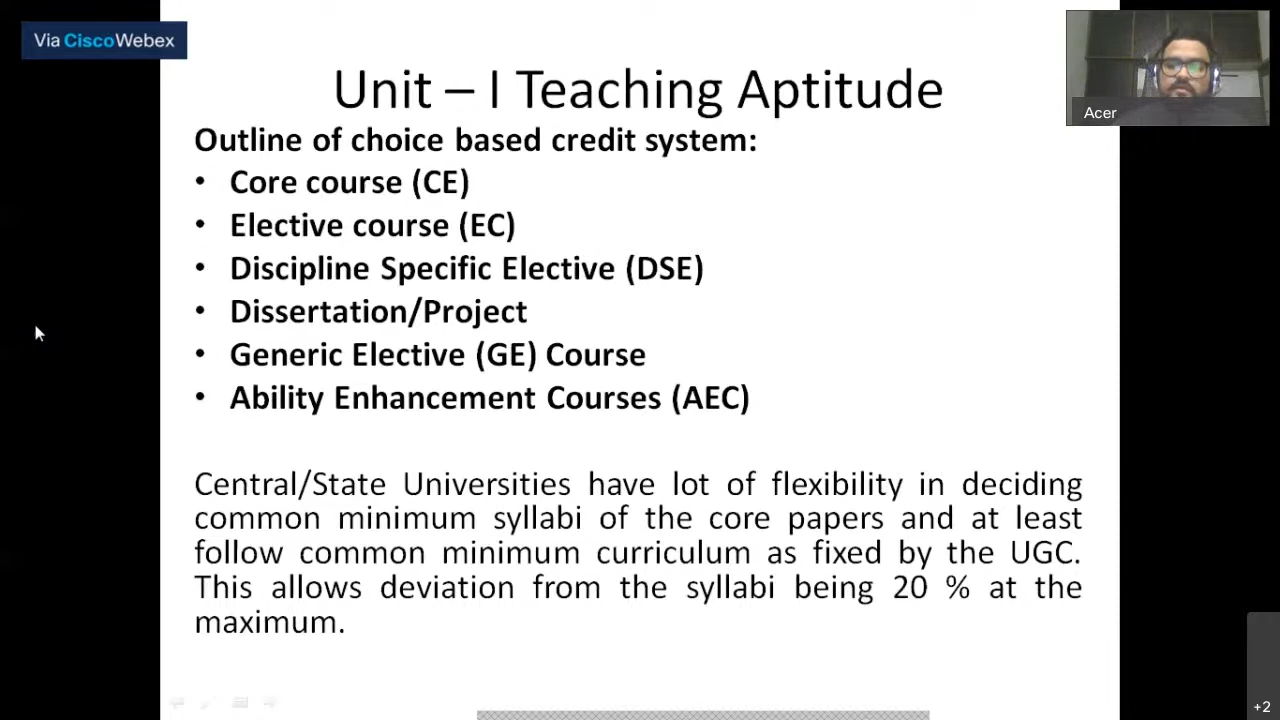 Via CiscoWebex
Acer
Unit – I Teaching Aptitude
Outline of choice based credit system:
• Core course (CE)
• Elective course (EC)
• Discipline Specific Elective (DSE)
• Dissertation/Project
• Generic Elective (GE) Course
• Ability Enhancement Courses (AEC)
Central/State Universities have lot of flexibility in deciding
common minimum syllabi of the core papers and at least
follow common minimum curriculum as fixed by the UGC.
This allows deviation from the syllabi being 20 % at the
maximum.
+2